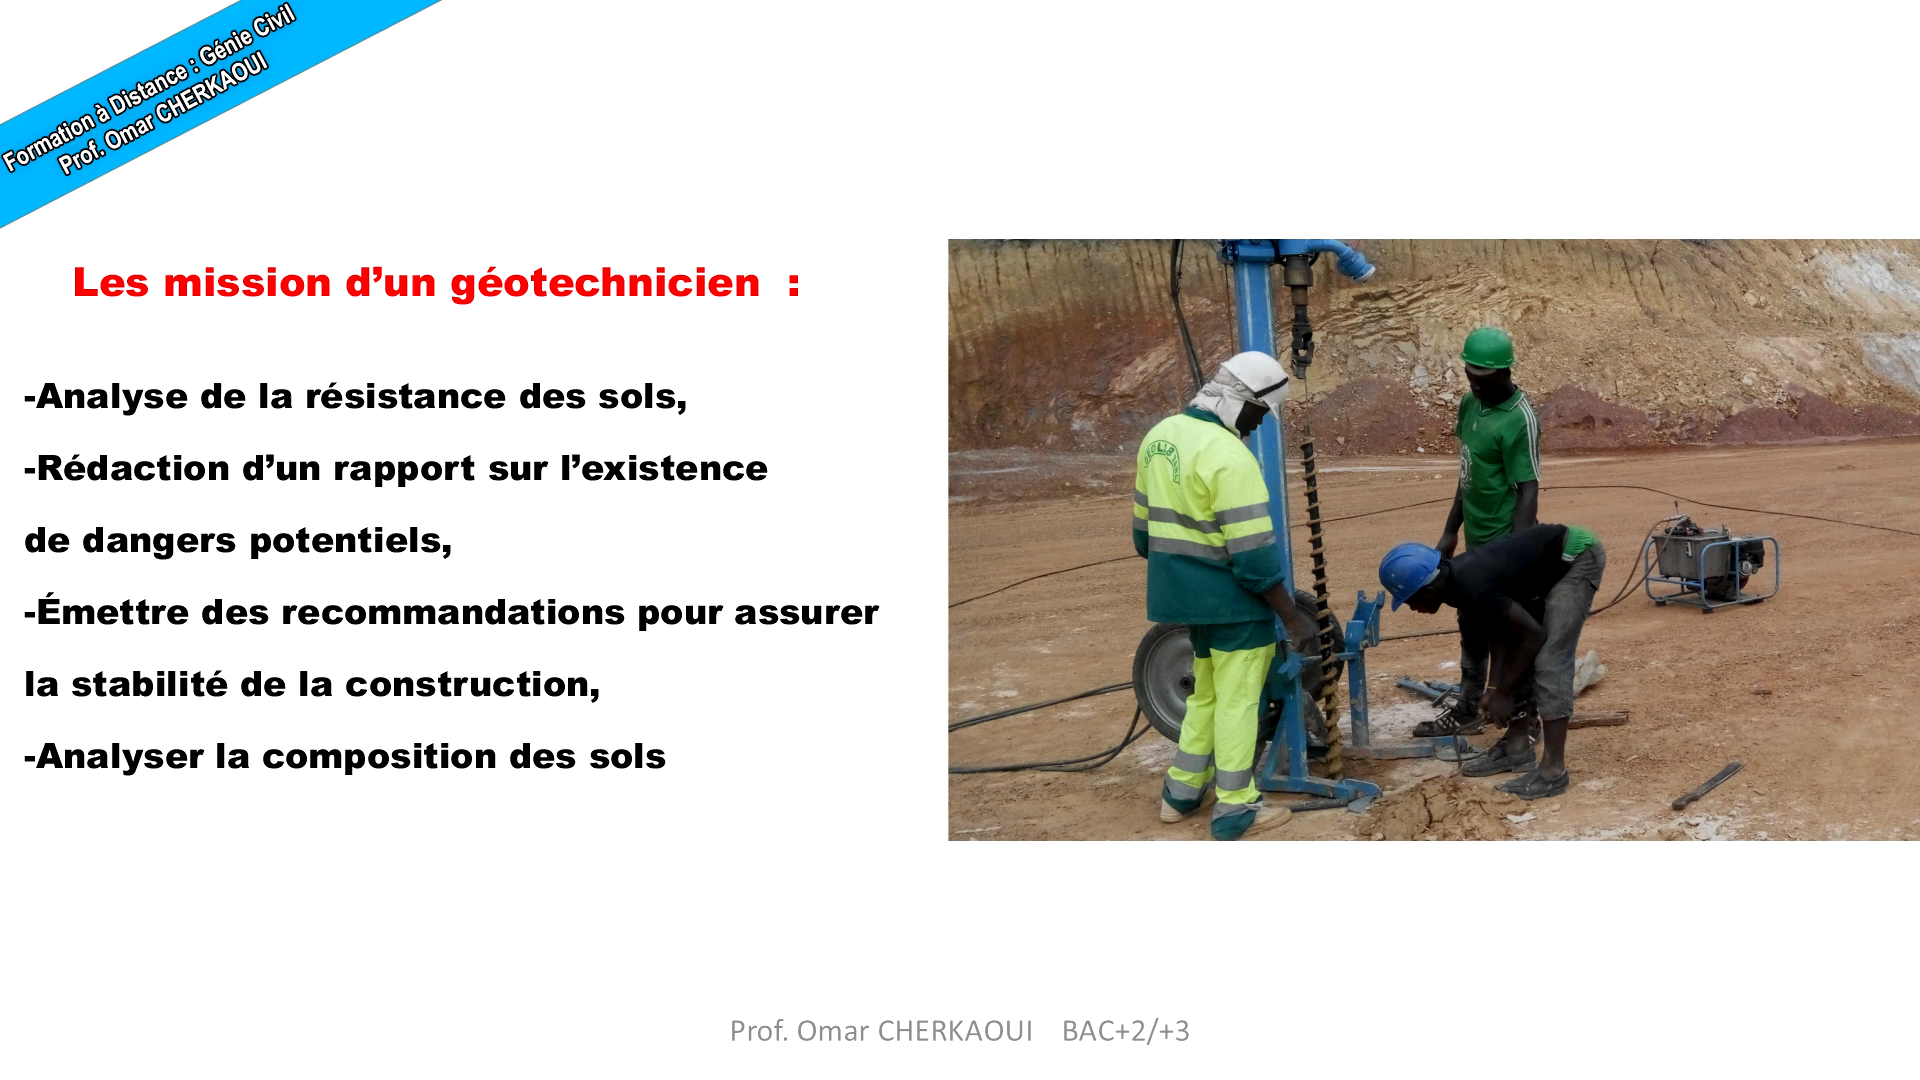 Formation à Distance : Génie Civil
Prof. Omar CHERKAOUI
Les mission d’un géotechnicien  :
-Analyse de la résistance des sols,
-Rédaction d’un rapport sur l’existence
de dangers potentiels,
-Émettre des recommandations pour assurer
la stabilité de la construction,
-Analyser la composition des sols
Prof. Omar CHERKAOUI    BAC+2/+3